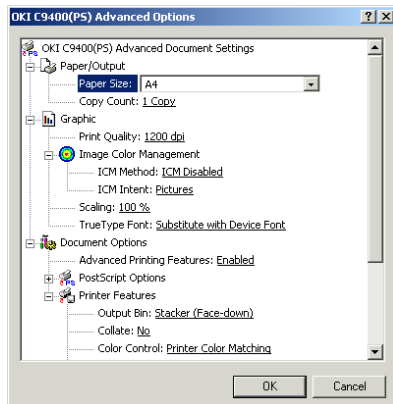 OKI C9400(PS) Advanced Options
OKI C9400(PS) Advanced Document Settings
Paper/Output
Paper Size: A4
Copy Count: 1 Copy
Graphic
Print Quality: 1200 dpi
Image Color Management
ICM Method: ICM Disabled
ICM Intent: Pictures
Scaling: 100 %
TrueType Font: Substitute with Device Font
Document Options
Advanced Printing Features: Enabled
PostScript Options
Printer Features
Output Bin: Stacker (Face-down)
Collate: No
Color Control: Printer Color Matching
OK Cancel